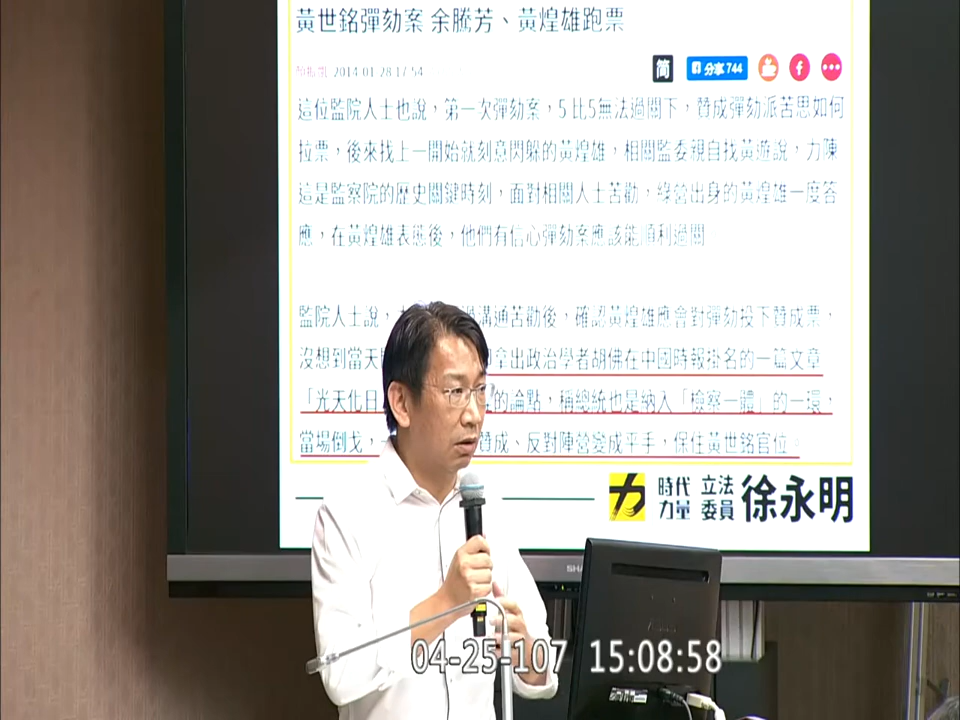 黃世銘彈劾案 余騰芳、黃煌雄跑票
2014-01-28 17:54
简
分享 744
這位監院人士也說，第一次彈劾案，5比5無法過關下，贊成彈劾派苦思如何
拉票，後來找上一開始就刻意閃躲的黃煌雄，相關監委親自找黃遊說，力陳
這是監察院的歷史關鍵時刻，面對相關人士苦勸，綠營出身的黃煌雄一度答
應，在黃煌雄表態後，他們有信心彈劾案應該能順利過關
監院人士說， 溝通苦勸後，確認黃煌雄應會對彈劾投下贊成票，
沒想到當天 拿出政治學者胡佛在中國時報掛名的一篇文章
「光天化日 的論點，稱總統也是納入「檢察一體」的一環，
當場倒戈， 贊成、反對陣營變成平手，保住黃世銘官位。
力 時代力量 立法委員 徐永明
04-25-107 15:08:58